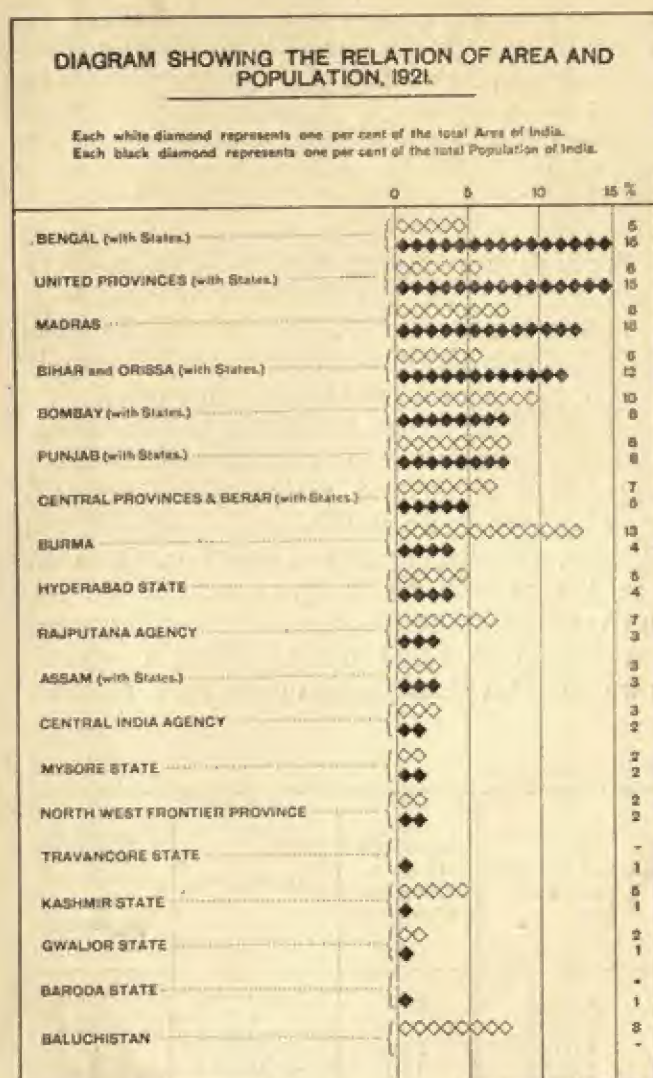 DIAGRAM SHOWING THE RELATION OF AREA AND
POPULATION, 1921.
Each white diamond represents one per cent of the total Area of India.
Each black diamond represents one per cent of the total Population of India.
0 5 10 15 %
BENGAL (with States.) 5
15
UNITED PROVINCES (with States.) 6
15
MADRAS 8
13
BIHAR and ORISSA (with States.) 6
12
BOMBAY (with States.) 10
8
PUNJAB (with States.) 8
8
CENTRAL PROVINCES & BERAR (with States.) 7
5
BURMA 13
4
HYDERABAD STATE 5
4
RAJPUTANA AGENCY 7
3
ASSAM (with States.) 3
3
CENTRAL INDIA AGENCY 3
2
MYSORE STATE 2
2
NORTH WEST FRONTIER PROVINCE 2
2
TRAVANCORE STATE -
1
KASHMIR STATE 5
1
GWALIOR STATE 2
1
BARODA STATE -
1
BALUCHISTAN 8
-